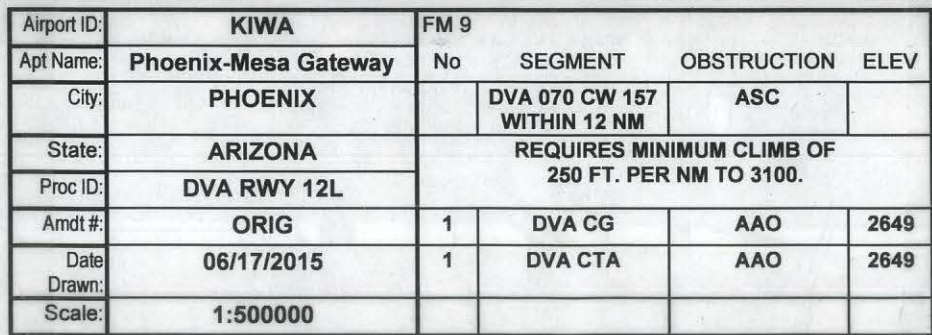 Airport ID: KIWA FM 9
Apt Name: Phoenix-Mesa Gateway No SEGMENT OBSTRUCTION ELEV
City: PHOENIX DVA 070 CW 157 ASC
WITHIN 12 NM
State: ARIZONA REQUIRES MINIMUM CLIMB OF
250 FT. PER NM TO 3100.
Proc ID: DVA RWY 12L
Amdt #: ORIG 1 DVA CG AAO 2649
Date 06/17/2015 1 DVA CTA AAO 2649
Drawn:
Scale: 1:500000